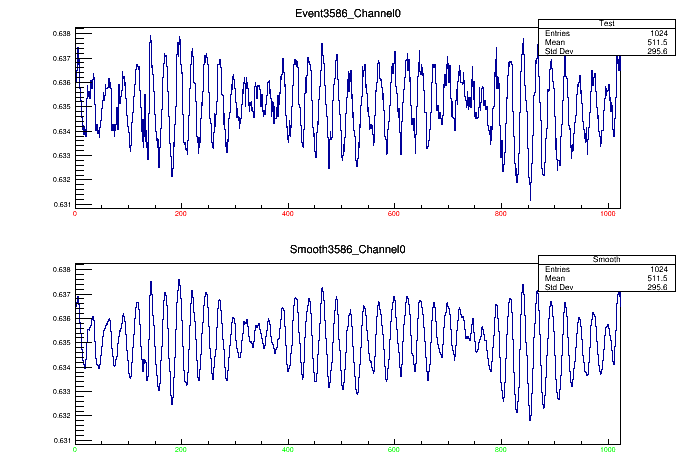 Event3586_Channel0
Test
Entries 1024
Mean 511.5
Std Dev 295.6
0.638
0.637
0.636
0.635
0.634
0.633
0.632
0.631
0 200 400 600 800 1000
Smooth3586_Channel0
Smooth
Entries 1024
Mean 511.5
Std Dev 295.6
0.638
0.637
0.636
0.635
0.634
0.633
0.632
0.631
0 200 400 600 800 1000